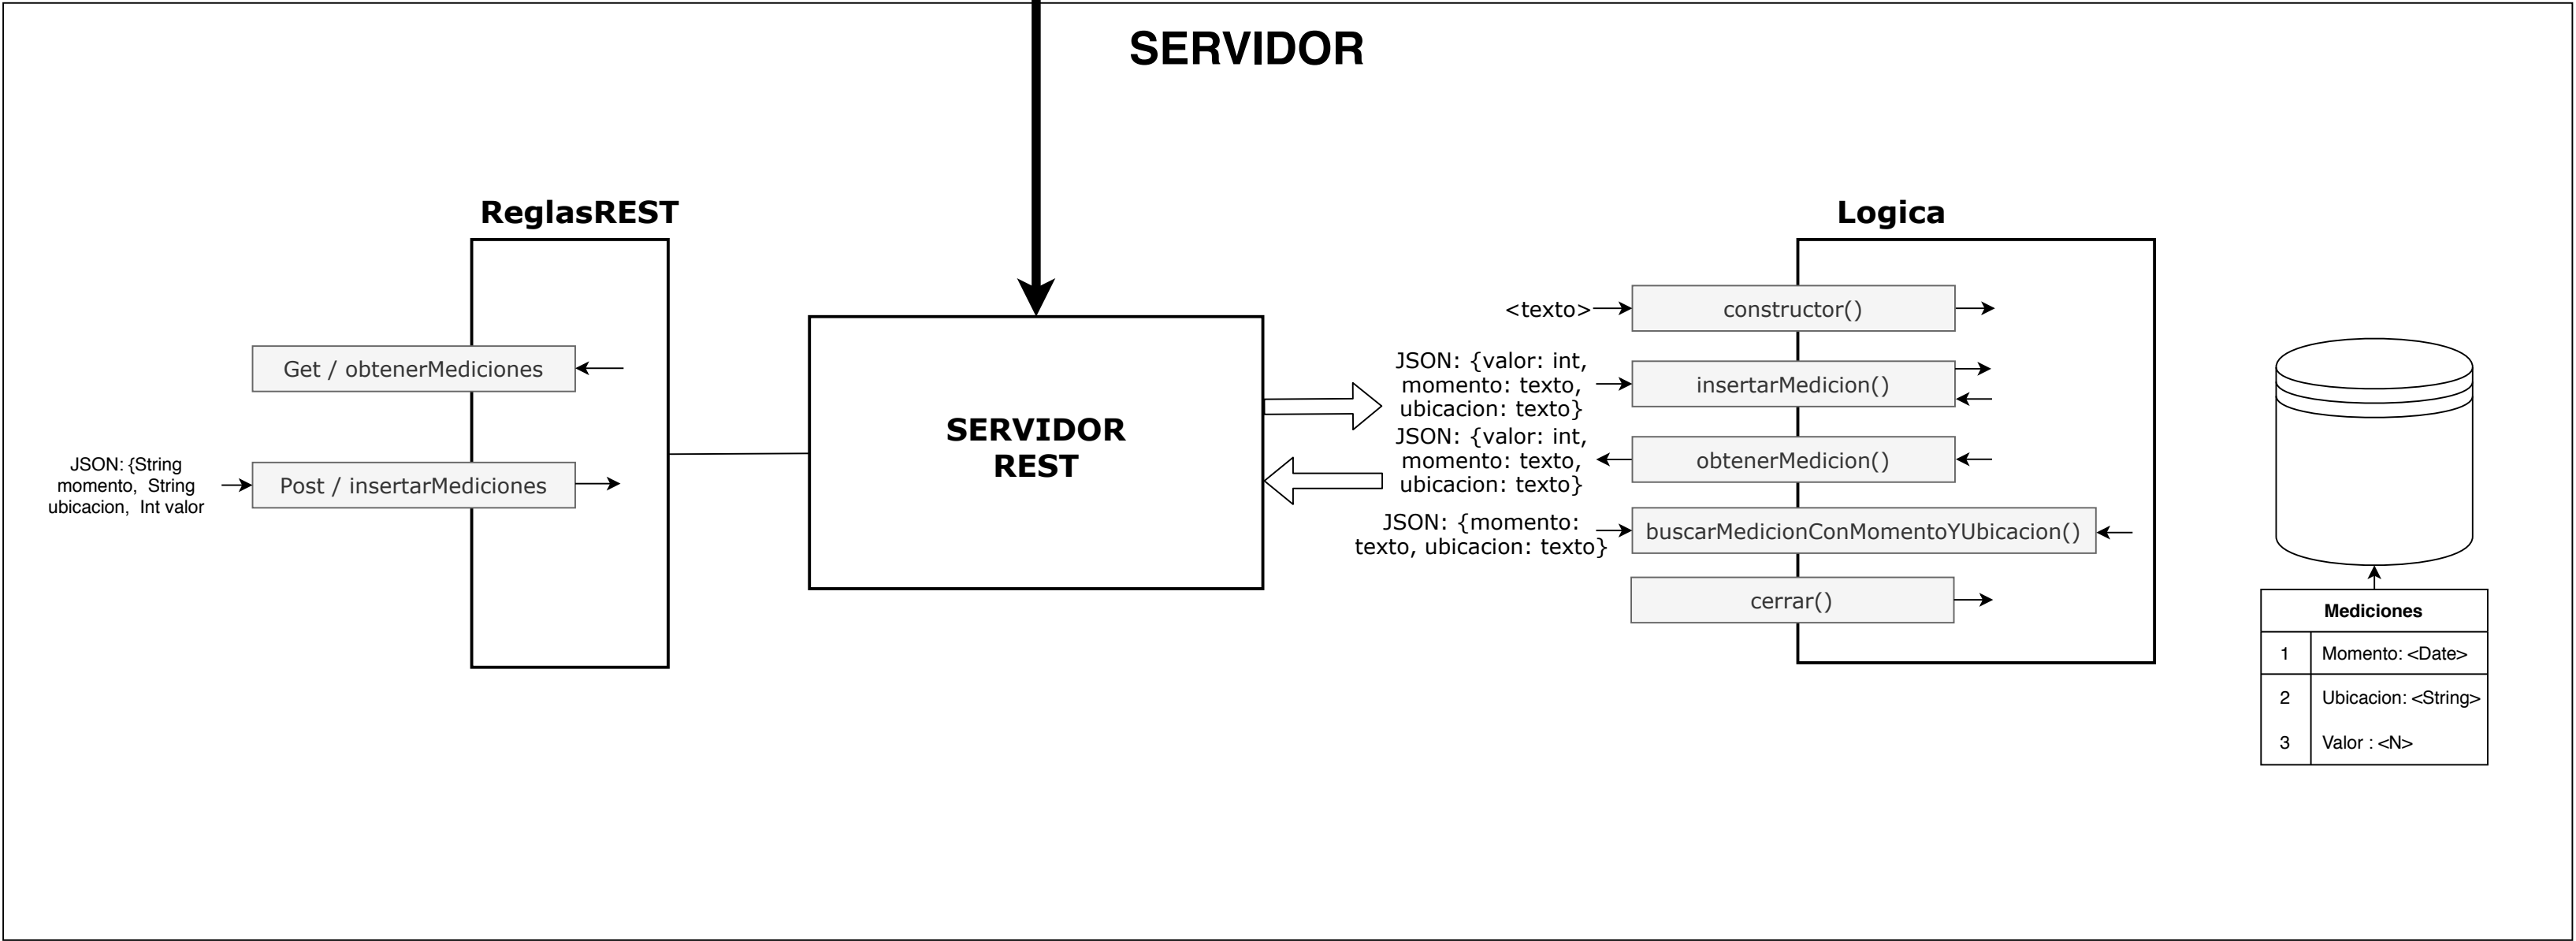 SERVIDOR
ReglasREST
Get / obtenerMediciones
JSON: {String
momento,  String
ubicacion,  Int valor
Post / insertarMediciones
SERVIDOR
REST
Logica
<texto>
constructor()
JSON: {valor: int,
momento: texto,
ubicacion: texto}
insertarMedicion()
JSON: {valor: int,
momento: texto,
ubicacion: texto}
obtenerMedicion()
JSON: {momento:
texto, ubicacion: texto}
buscarMedicionConMomentoYUbicacion()
cerrar()
Mediciones
1 Momento: <Date>
2 Ubicacion: <String>
3 Valor : <N>